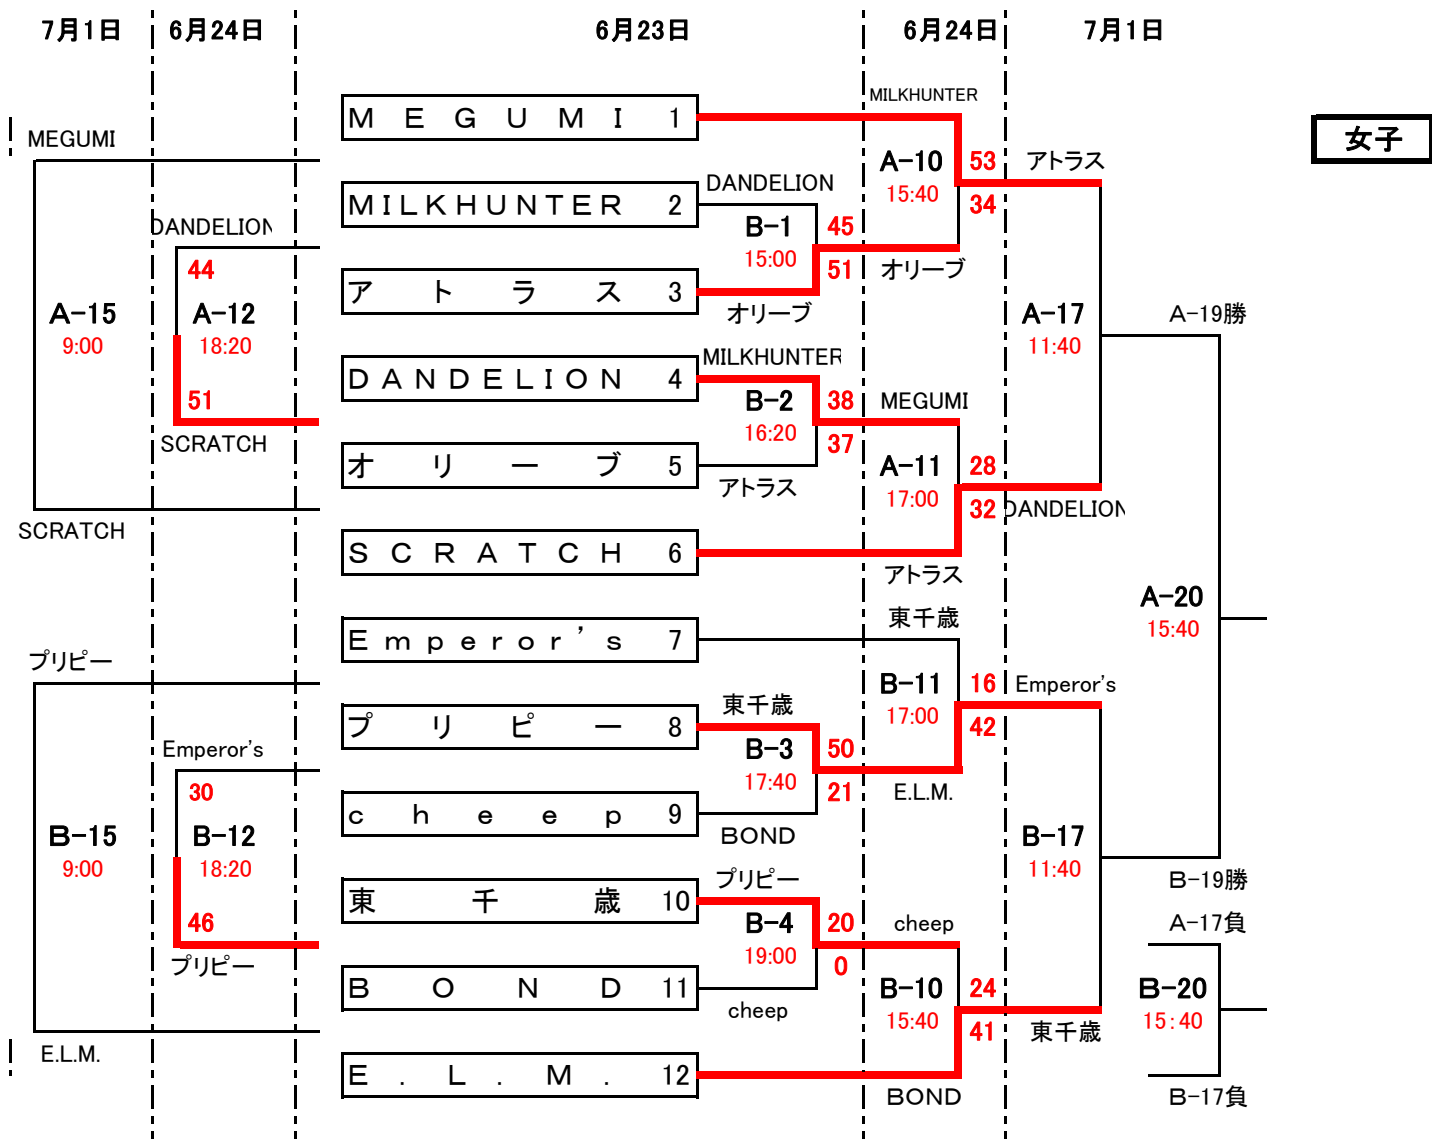 7月1日 6月24日 6月23日 6月24日 7月1日
MILKHUNTER
MEGUMI 1
女子
MEGUMI
A-10 53 アトラス
15:40
DANDELION
MILKHUNTER 2
34
DANDELION
B-1 45
15:00
44
51 オリーブ
アトラス 3
オリーブ
A-15 A-12 A-17 A-19勝
9:00 18:20 11:40
MILKHUNTER
DANDELION 4
51
B-2 38 MEGUMI
16:20
SCRATCH
37
オリーブ 5
A-11 28
アトラス
17:00
32 DANDELION
SCRATCH
SCRATCH 6
アトラス
A-20
15:40
東千歳
Emperor's 7
プリピー
B-11 16 Emperor's
17:00
東千歳
プリピー 8
42
Emperor's
B-3 50
17:40
30
21 E.L.M.
cheep 9
B-15 B-12 BOND B-17
9:00 18:20 11:40
プリピー
B-19勝
東千歳 10
46
B-4 20 cheep A-17負
19:00
プリピー
0
BOND 11
B-10 24 B-20
cheep
15:40 15:40
41 東千歳
E.L.M.
E.L.M. 12
BOND B-17負